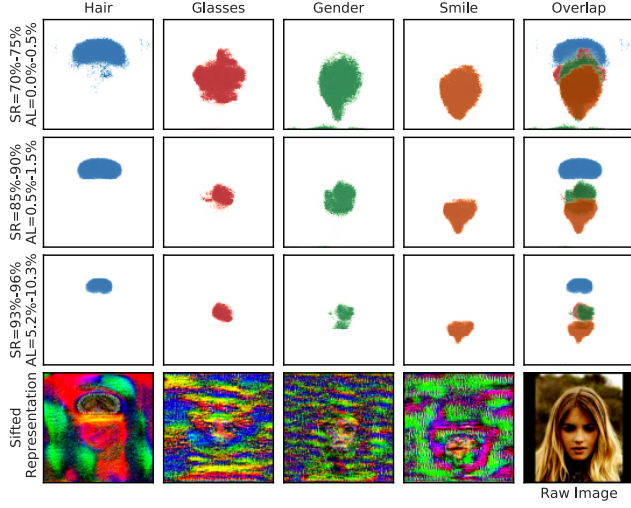 Hair Glasses Gender Smile Overlap
SR=70%-75%
AL=0.0%-0.5%
SR=85%-90%
AL=0.5%-1.5%
SR=93%-96%
AL=5.2%-10.3%
Sifted
Representation
Raw Image